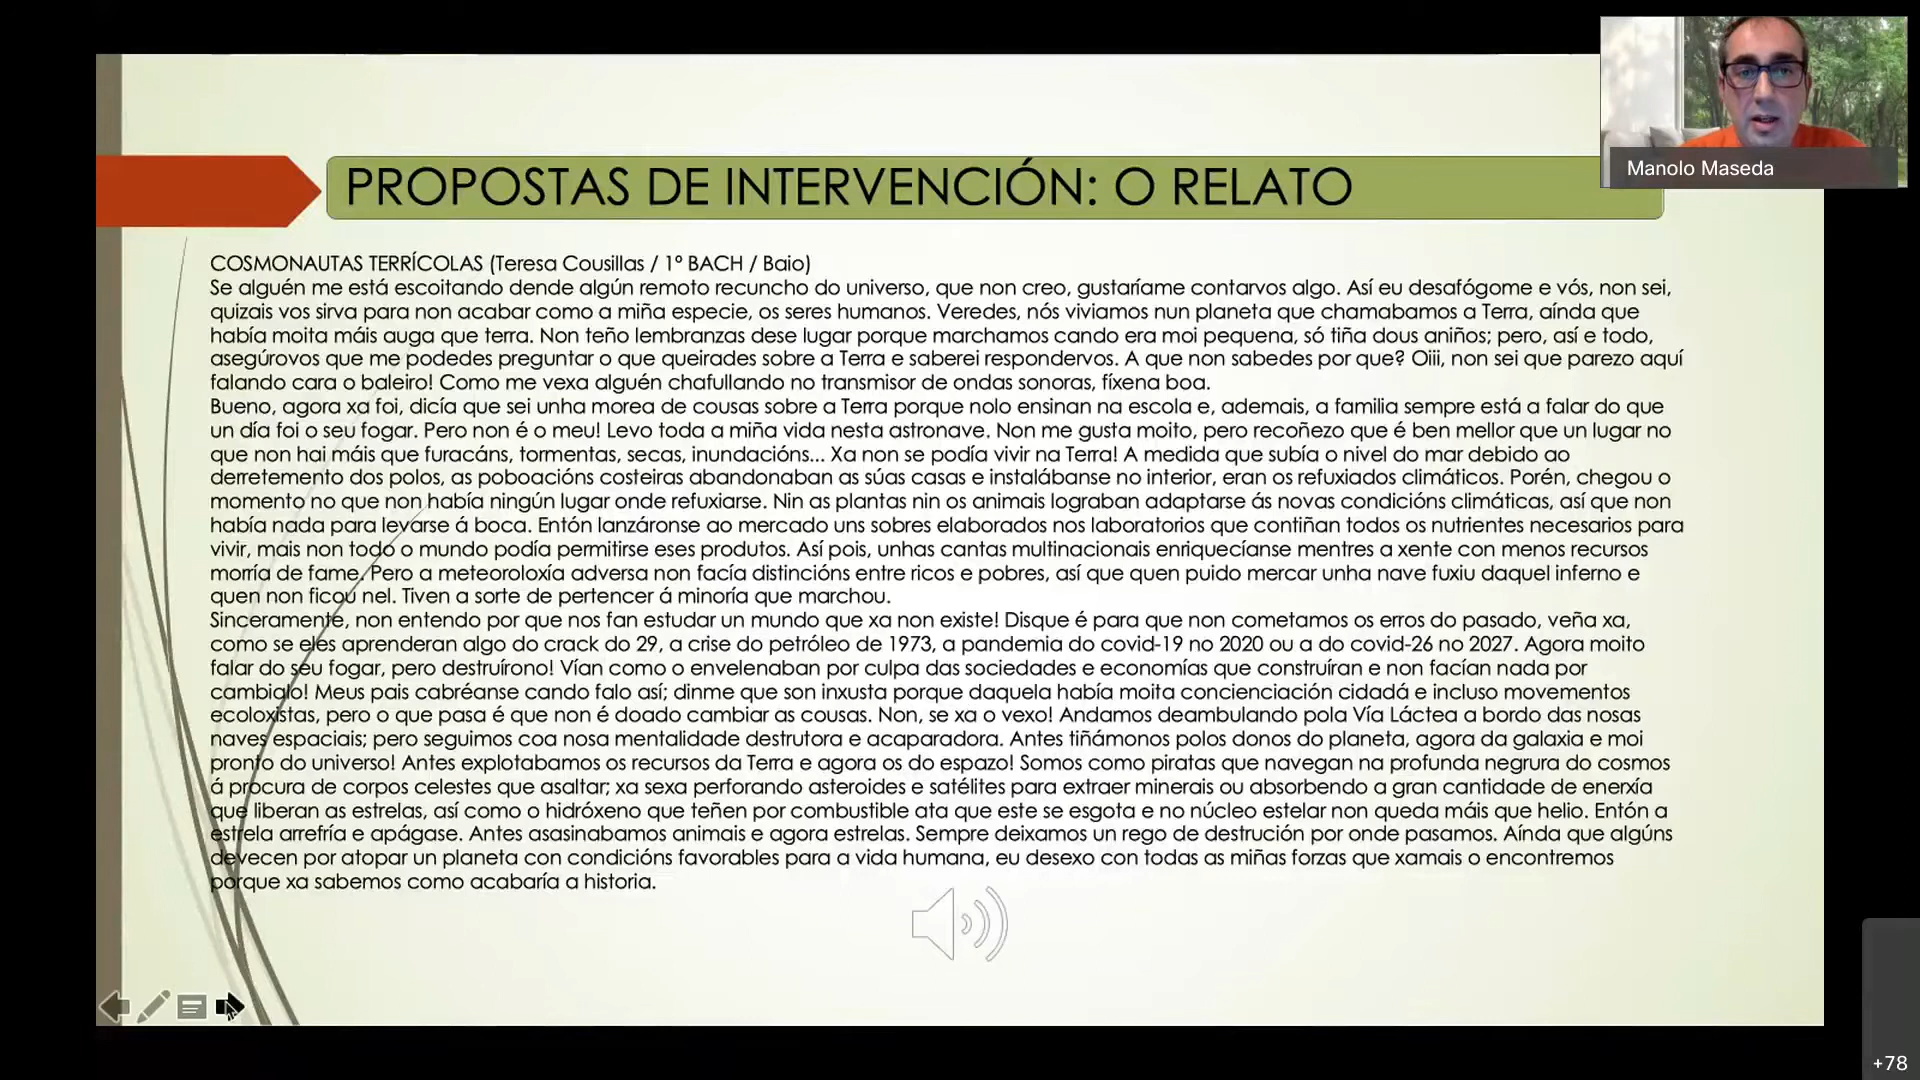 PROPOSTAS DE INTERVENCIÓN: O RELATO
Manolo Maseda
COSMONAUTAS TERRÍCOLAS (Teresa Cousillas / 1º BACH / Baio)
Se alguén me está escoitando dende algún remoto recuncho do universo, que non creo, gustaríame contarvos algo. Así eu desafógome e vós, non sei,
quizais vos sirva para non acabar como a miña especie, os seres humanos. Veredes, nós viviamos nun planeta que chamabamos a Terra, aínda que
había moita máis auga que terra. Non teño lembranzas dese lugar porque marchamos cando era moi pequena, só tiña dous aniños; pero, así e todo,
asegúrovos que me podedes preguntar o que queirades sobre a Terra e saberei respondervos. A que non sabedes por que? Oiii, non sei que parezo aquí
falando cara o baleiro! Como me vexa alguén chafullando no transmisor de ondas sonoras, fíxena boa.
Bueno, agora xa foi, dicía que sei unha morea de cousas sobre a Terra porque nolo ensinan na escola e, ademais, a familia sempre está a falar do que
un día foi o seu fogar. Pero non é o meu! Levo toda a miña vida nesta astronave. Non me gusta moito, pero recoñezo que é ben mellor que un lugar no
que non hai máis que furacáns, tormentas, secas, inundacións... Xa non se podía vivir na Terra! A medida que subía o nivel do mar debido ao
derretemento dos polos, as poboacións costeiras abandonaban as súas casas e instalábanse no interior, eran os refuxiados climáticos. Porén, chegou o
momento no que non había ningún lugar onde refuxiarse. Nin as plantas nin os animais lograban adaptarse ás novas condicións climáticas, así que non
había nada para levarse á boca. Entón lanzáronse ao mercado uns sobres elaborados nos laboratorios que contiñan todos os nutrientes necesarios para
vivir, mais non todo o mundo podía permitirse eses produtos. Así pois, unhas cantas multinacionais enriquecíanse mentres a xente con menos recursos
morría de fame. Pero a meteoroloxía adversa non facía distincións entre ricos e pobres, así que quen puido mercar unha nave fuxiu daquel inferno e
quen non ficou nel. Tiven a sorte de pertencer á minoría que marchou.
Sinceramente, non entendo por que nos fan estudar un mundo que xa non existe! Disque é para que non cometamos os erros do pasado, veña xa,
como se eles aprenderan algo do crack do 29, a crise do petróleo de 1973, a pandemia do covid-19 no 2020 ou a do covid-26 no 2027. Agora moito
falar do seu fogar, pero destruírono! Vían como o envelenaban por culpa das sociedades e economías que construían e non facían nada por
cambialo! Meus pais cabréanse cando falo así; dinme que son inxusta porque daquela había moita concienciación cidadá e incluso movementos
ecoloxistas, pero o que pasa é que non é doado cambiar as cousas. Non, se xa o vexo! Andamos deambulando pola Vía Láctea a bordo das nosas
naves espaciais; pero seguimos coa nosa mentalidade destrutora e acaparadora. Antes tiñámonos polos donos do planeta, agora da galaxia e moi
pronto do universo! Antes explotabamos os recursos da Terra e agora os do espazo! Somos como piratas que navegan na profunda negrura do cosmos
á procura de corpos celestes que asaltar; xa sexa perforando asteroides e satélites para extraer minerais ou absorbendo a gran cantidade de enerxía
que liberan as estrelas, así como o hidróxeno que teñen por combustible ata que este se esgota e no núcleo estelar non queda máis que helio. Entón a
estrela arrefría e apágase. Antes asasinabamos animais e agora estrelas. Sempre deixamos un rego de destrución por onde pasamos. Aínda que algúns
devecen por atopar un planeta con condicións favorables para a vida humana, eu desexo con todas as miñas forzas que xamais o encontremos
porque xa sabemos como acabaría a historia.
+78